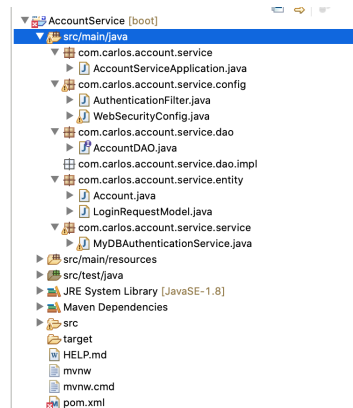 AccountService [boot]
src/main/java
com.carlos.account.service
AccountServiceApplication.java
com.carlos.account.service.config
AuthenticationFilter.java
WebSecurityConfig.java
com.carlos.account.service.dao
AccountDAO.java
com.carlos.account.service.dao.impl
com.carlos.account.service.entity
Account.java
LoginRequestModel.java
com.carlos.account.service.service
MyDBAuthenticationService.java
src/main/resources
src/test/java
JRE System Library [JavaSE-1.8]
Maven Dependencies
src
target
HELP.md
mvnw
mvnw.cmd
pom.xml